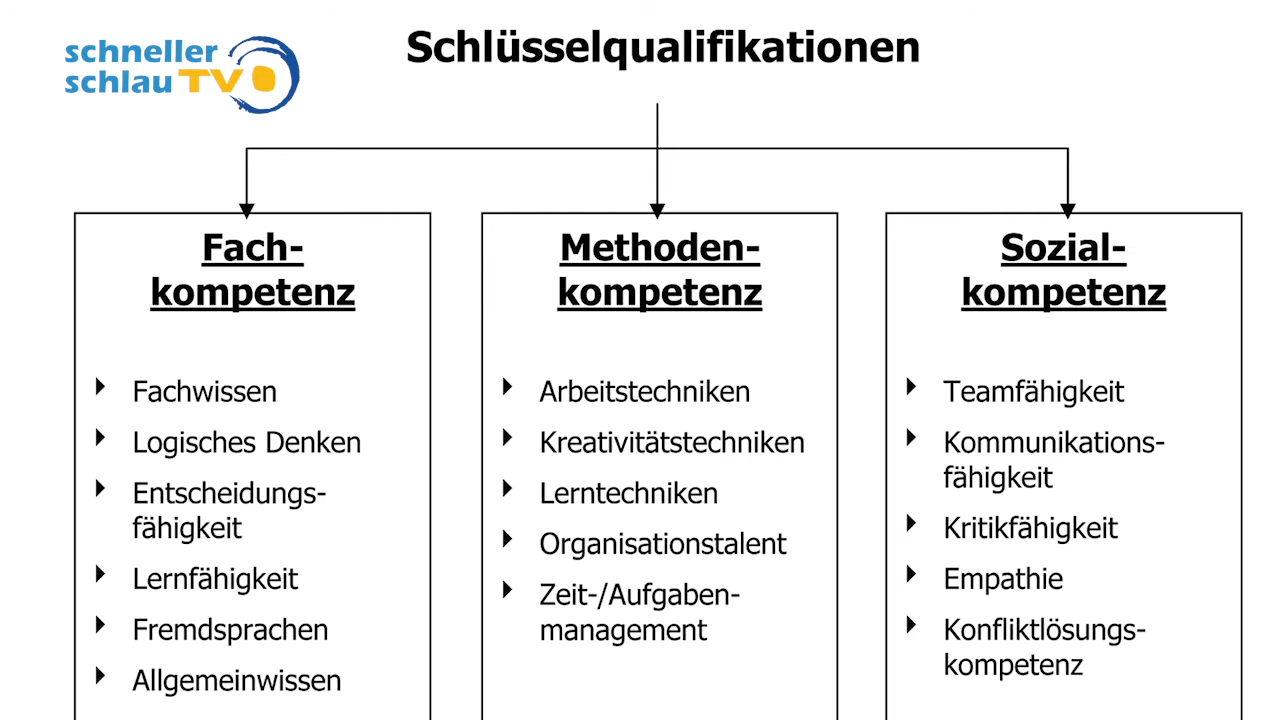 schneller
schlau TV
Schlüsselqualifikationen
Fach-
kompetenz
Fachwissen
Logisches Denken
Entscheidungs-
fähigkeit
Lernfähigkeit
Fremdsprachen
Allgemeinwissen
Methoden-
kompetenz
Arbeitstechniken
Kreativitätstechniken
Lerntechniken
Organisationstalent
Zeit-/Aufgaben-
management
Sozial-
kompetenz
Teamfähigkeit
Kommunikations-
fähigkeit
Kritikfähigkeit
Empathie
Konfliktlösungs-
kompetenz